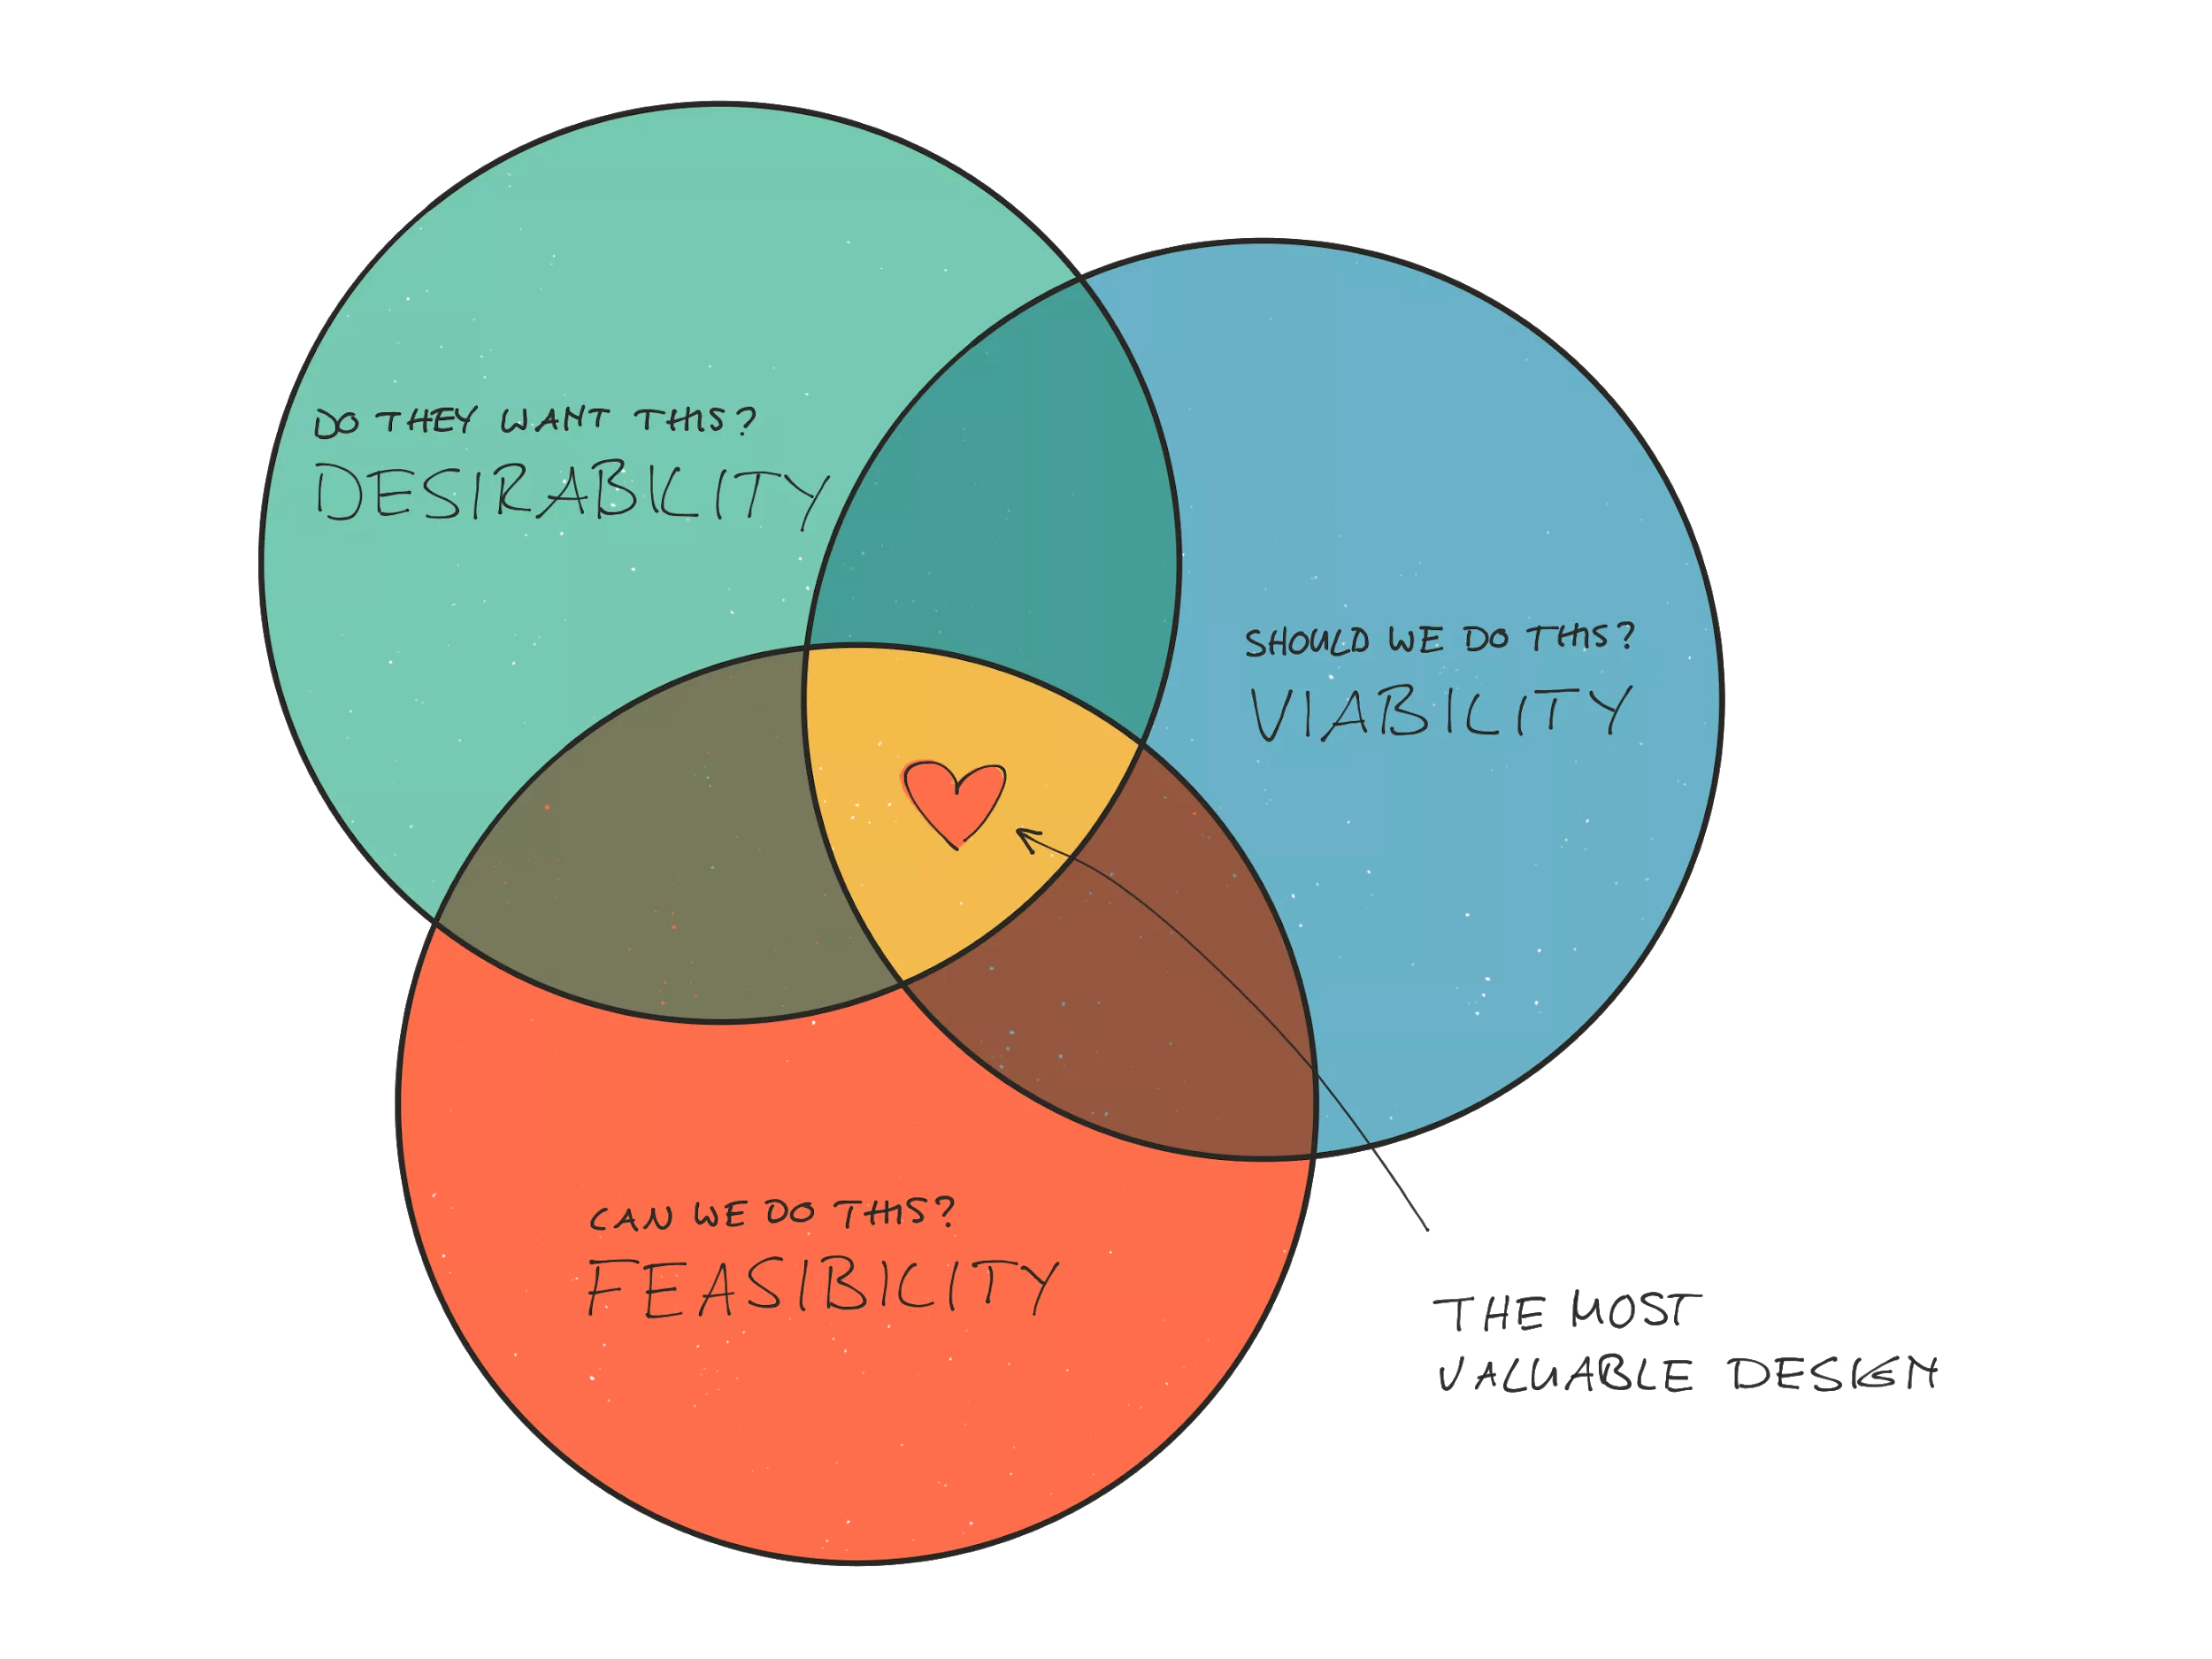 DO THEY WANT THIS?
DESIRABILITY
SHOULD WE DO THIS?
VIABILITY
CAN WE DO THIS?
FEASIBILITY
THE MOST
VALUABLE DESIGN